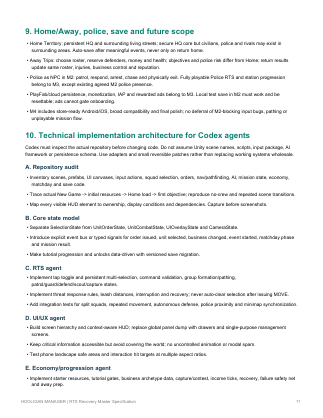 9. Home/Away, police, save and future scope
• Home Territory: persistent HQ and surrounding living streets; secure HQ core but civilians, police and rivals may exist in
surrounding areas. Auto-save after meaningful events, never only on return home.
• Away Trips: choose roster, reserve defenders, money and health; objectives and police risk differ from Home; return results
update same roster, injuries, business control and reputation.
• Police as NPC in M2: patrol, respond, arrest, chase and physically exit. Fully playable Police RTS and station progression
belong to M3, except existing agreed M2 police presence.
• PlayFab/cloud persistence, monetization, IAP and rewarded ads belong to M3. Local test save in M2 must work and be
resettable; ads cannot gate onboarding.
• M4 includes store-ready Android/iOS, broad compatibility and final polish; no deferral of M2-blocking input bugs, pathing or
unplayable mission flow.
10. Technical implementation architecture for Codex agents
Codex must inspect the actual repository before changing code. Do not assume Unity scene names, scripts, input package, AI
framework or persistence schema. Use adapters and small reversible patches rather than replacing working systems wholesale.
A. Repository audit
• Inventory scenes, prefabs, UI canvases, input actions, squad selection, orders, nav/pathfinding, AI, mission state, economy,
matchday and save code.
• Trace actual New Game -> initial resources -> Home load -> first objective; reproduce no-crew and repeated scene transitions.
• Map every visible HUD element to ownership, display conditions and dependencies. Capture before screenshots.
B. Core state model
• Separate SelectionState from UnitOrderState, UnitCombatState, UIOverlayState and CameraState.
• Introduce explicit event bus or typed signals for order issued, unit selected, business changed, event started, matchday phase
and mission result.
• Make tutorial progression and unlocks data-driven with versioned save migration.
C. RTS agent
• Implement tap toggle and persistent multi-selection, command validation, group formation/pathing,
patrol/guard/defend/scout/capture states.
• Implement threat response rules, leash distances, interception and recovery; never auto-clear selection after issuing MOVE.
• Add integration tests for split squads, repeated movement, autonomous defense, police proximity and minimap synchronization.
D. UI/UX agent
• Build screen hierarchy and context-aware HUD; replace global dump with drawers and single-purpose management
screens.
• Keep critical information accessible but avoid covering the world; no uncontrolled animation or modal spam.
• Test phone landscape safe areas and interaction hit targets at multiple aspect ratios.
E. Economy/progression agent
• Implement starter resources, tutorial gates, business archetype data, capture/contest, income ticks, recovery, failure safety net
and away prep.
HOOLIGAN MANAGER | RTS Recovery Master Specification
11